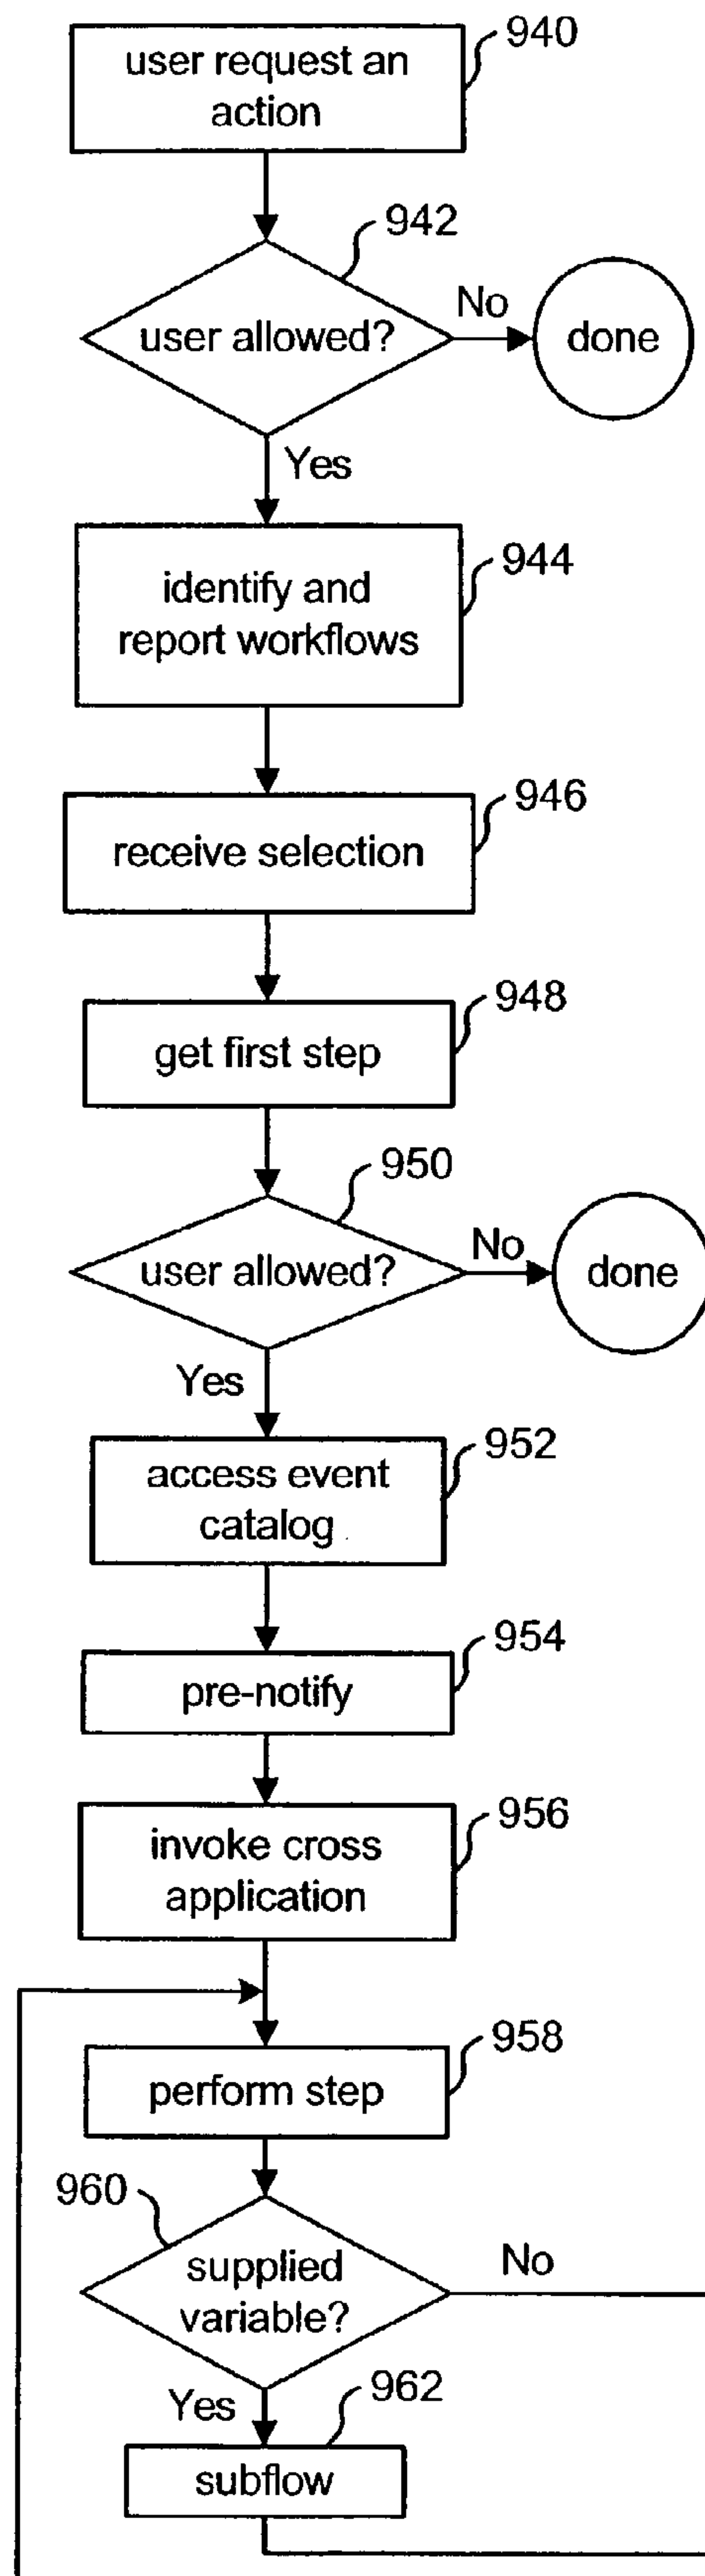 940
user request an
action
942
user allowed?
No
done
Yes
944
identify and
report workflows
946
receive selection
948
get first step
950
user allowed?
No
done
Yes
952
access event
catalog
954
pre-notify
956
invoke cross
application
958
perform step
960
supplied
variable?
No
Yes
962
subflow